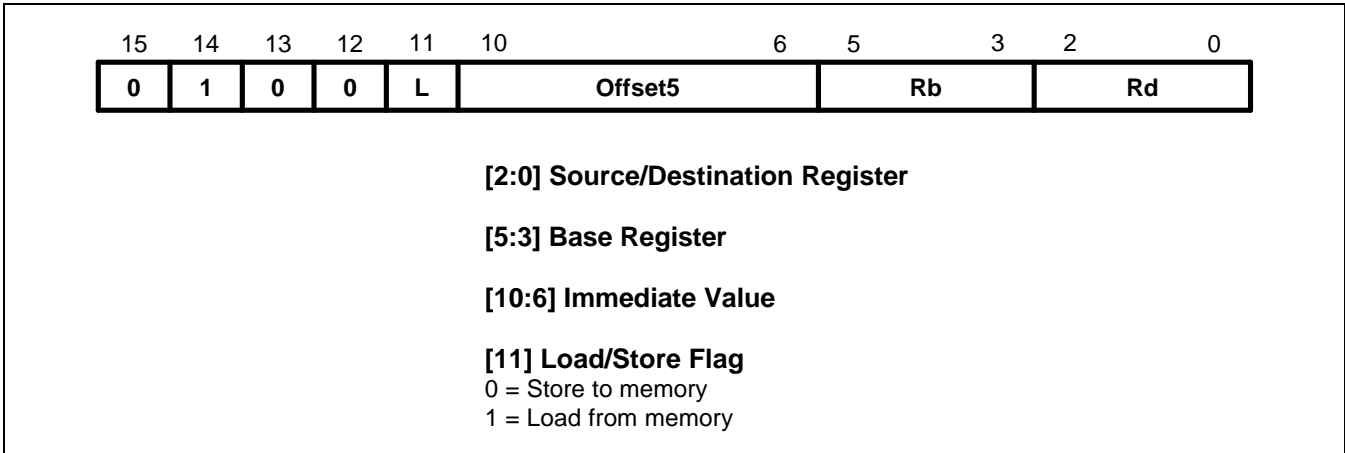 15 14 13 12 11 10 6 5 3 2 0
0 1 0 0 L Offset5 Rb Rd
[2:0] Source/Destination Register
[5:3] Base Register
[10:6] Immediate Value
[11] Load/Store Flag
0 = Store to memory
1 = Load from memory